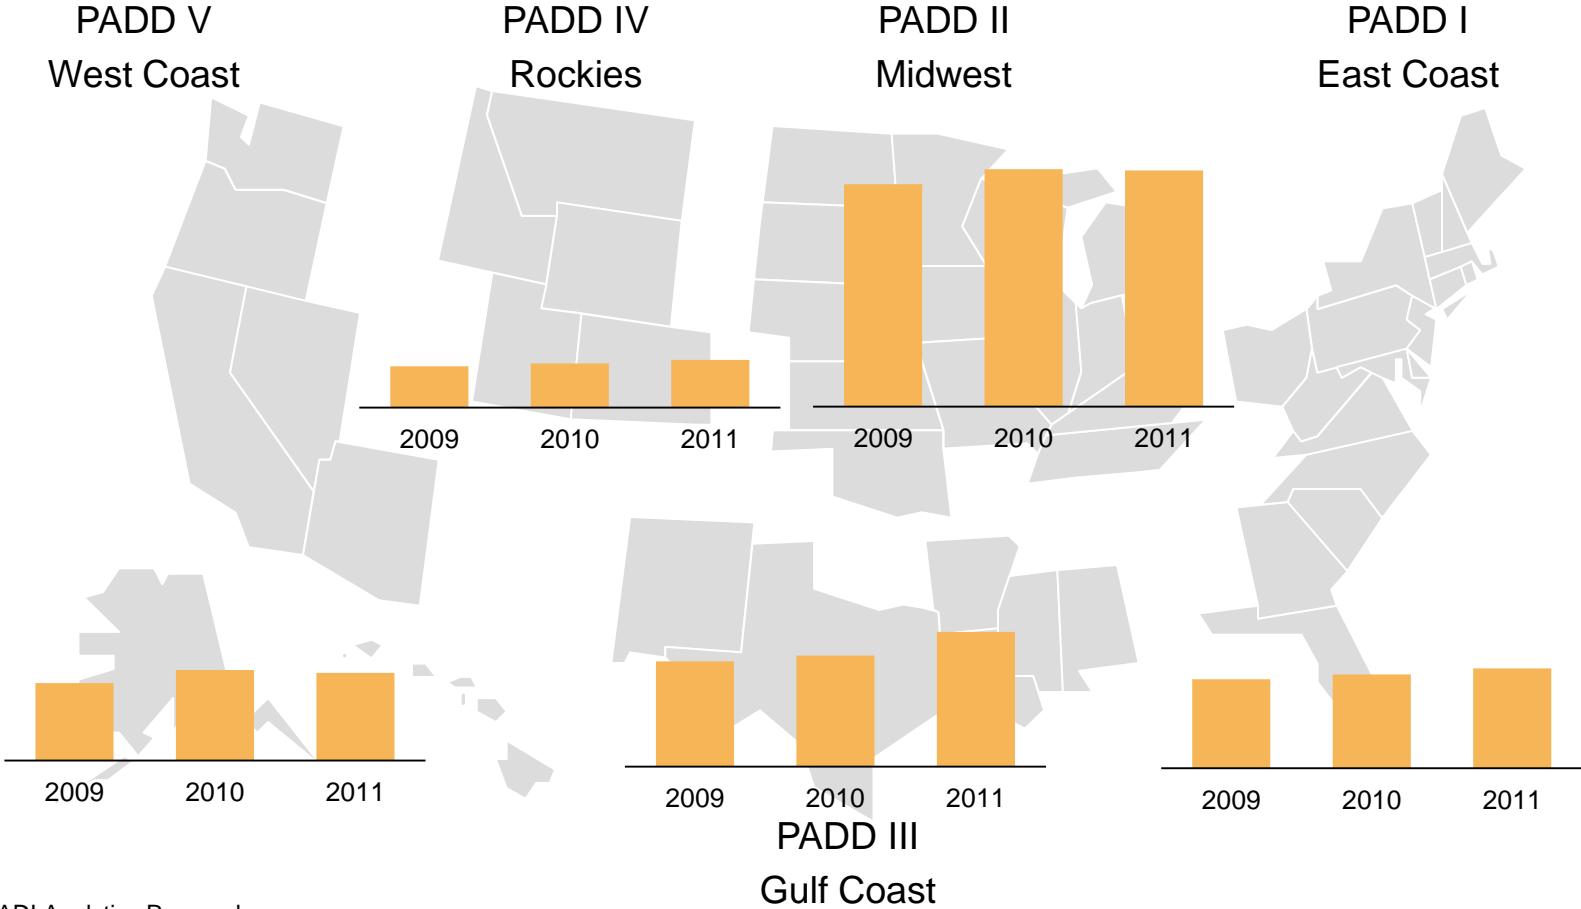 PADD V
West Coast
PADD IV
Rockies
PADD II
Midwest
PADD I
East Coast
2009 2010 2011
2009 2010 2011
2009 2010 2011
2009 2010 2011
2009 2010 2011
PADD III
Gulf Coast